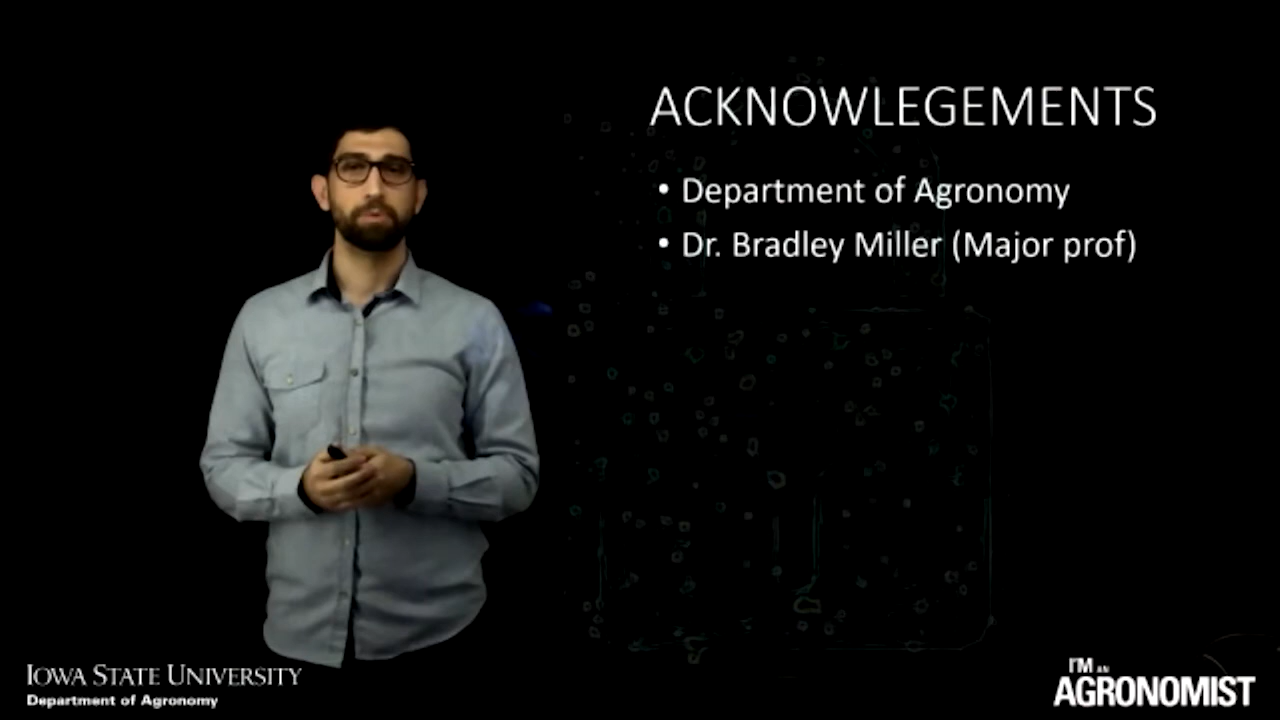 ACKNOWLEGEMENTS
• Department of Agronomy
• Dr. Bradley Miller (Major prof)
IOWA STATE UNIVERSITY
Department of Agronomy
I'M AN
AGRONOMIST